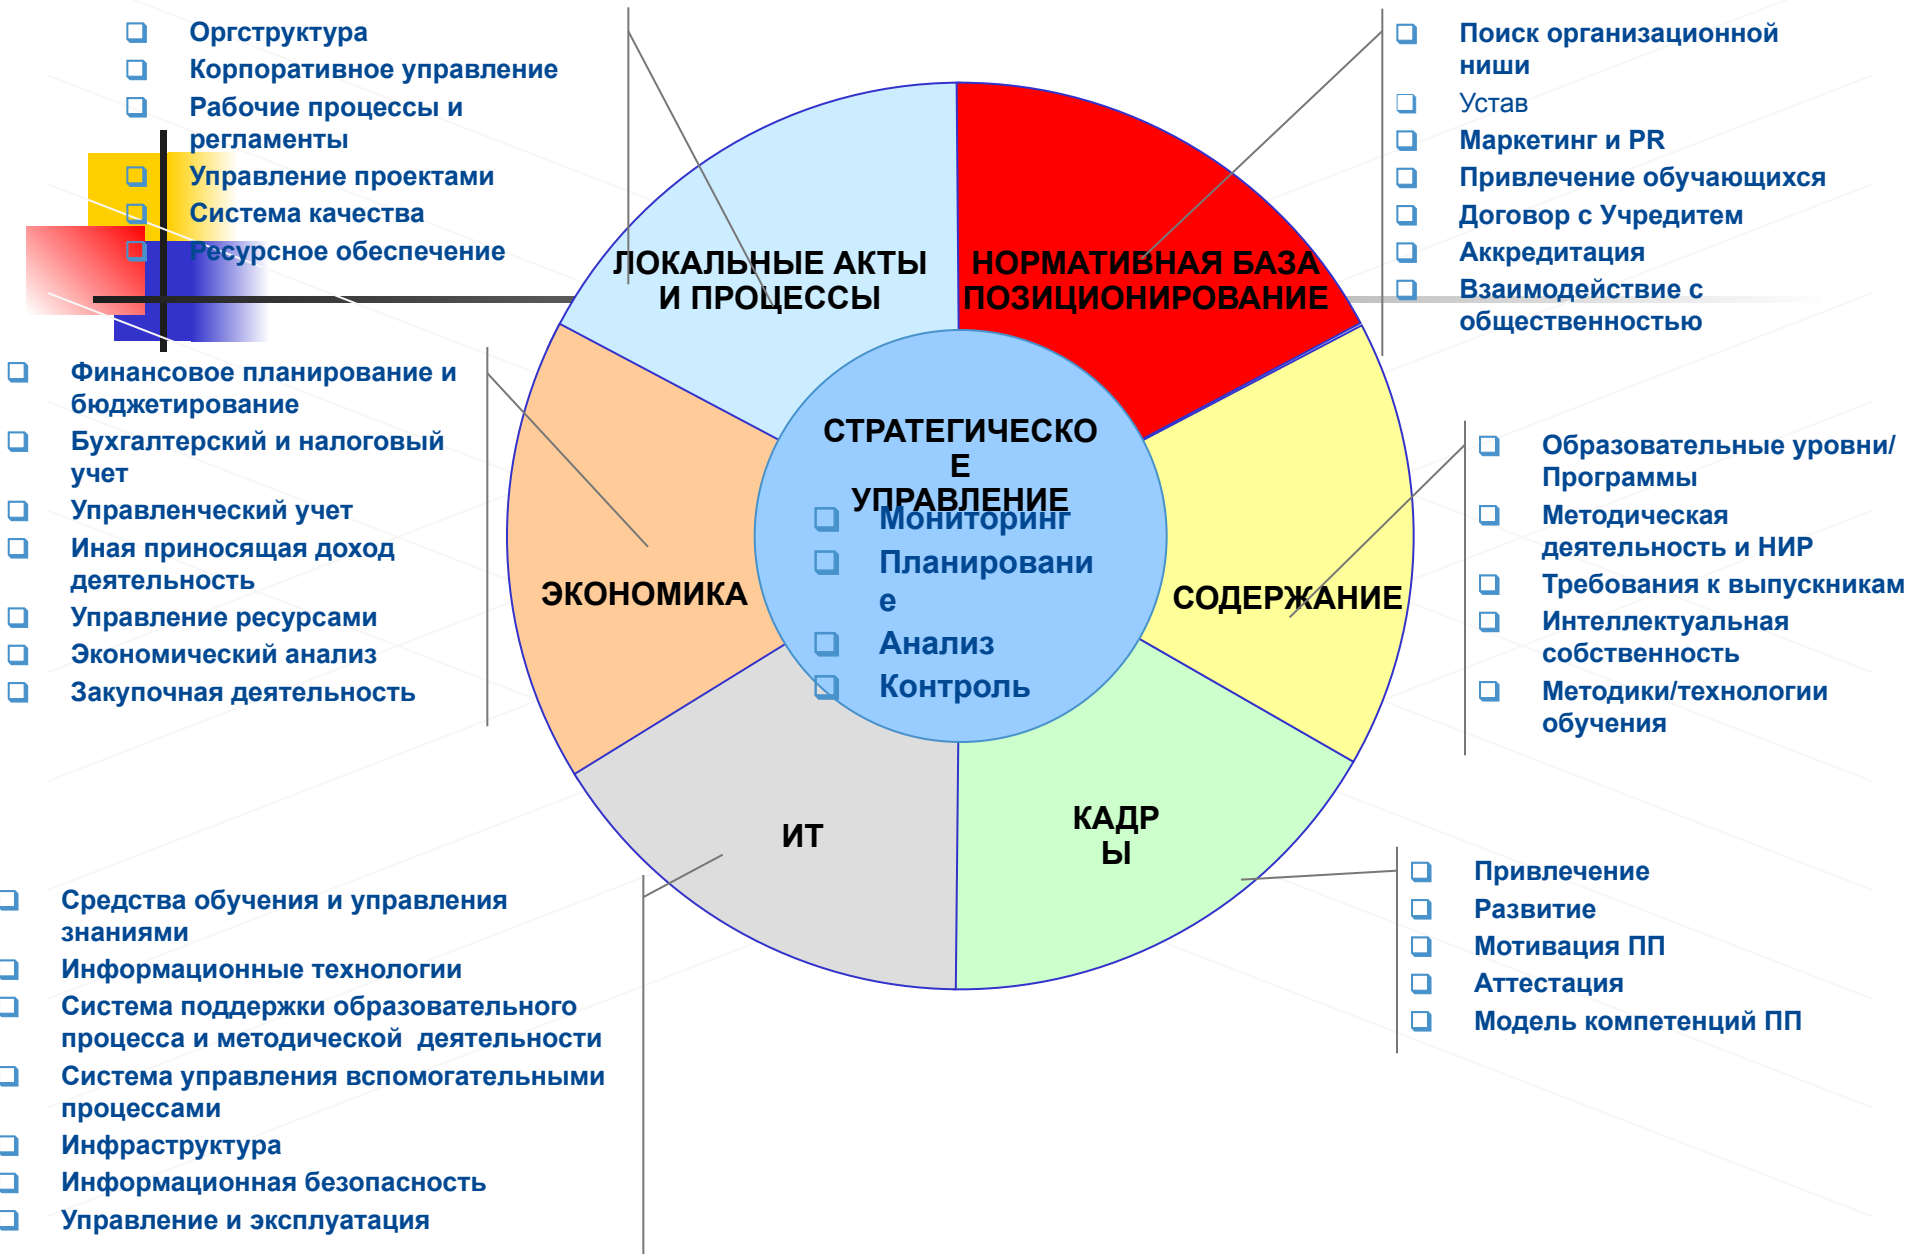 Оргструктура
Корпоративное управление
Рабочие процессы и
регламенты
Управление проектами
Система качества
Ресурсное обеспечение
Поиск организационной
ниши
Устав
Маркетинг и PR
Привлечение обучающихся
Договор с Учредитем
Аккредитация
Взаимодействие с
общественностью
ЛОКАЛЬНЫЕ АКТЫ
И ПРОЦЕССЫ
НОРМАТИВНАЯ БАЗА
ПОЗИЦИОНИРОВАНИЕ
Финансовое планирование и
бюджетирование
Бухгалтерский и налоговый
учет
Управленческий учет
Иная приносящая доход
деятельность
Управление ресурсами
Экономический анализ
Закупочная деятельность
ЭКОНОМИКА
СТРАТЕГИЧЕСКО
Е
УПРАВЛЕНИЕ
Мониторинг
Планировани
е
Анализ
Контроль
СОДЕРЖАНИЕ
Образовательные уровни/
Программы
Методическая
деятельность и НИР
Требования к выпускникам
Интеллектуальная
собственность
Методики/технологии
обучения
ИТ
КАДР
Ы
Средства обучения и управления
знаниями
Информационные технологии
Система поддержки образовательного
процесса и методической  деятельности
Система управления вспомогательными
процессами
Инфраструктура
Информационная безопасность
Управление и эксплуатация
Привлечение
Развитие
Мотивация ПП
Аттестация
Модель компетенций ПП